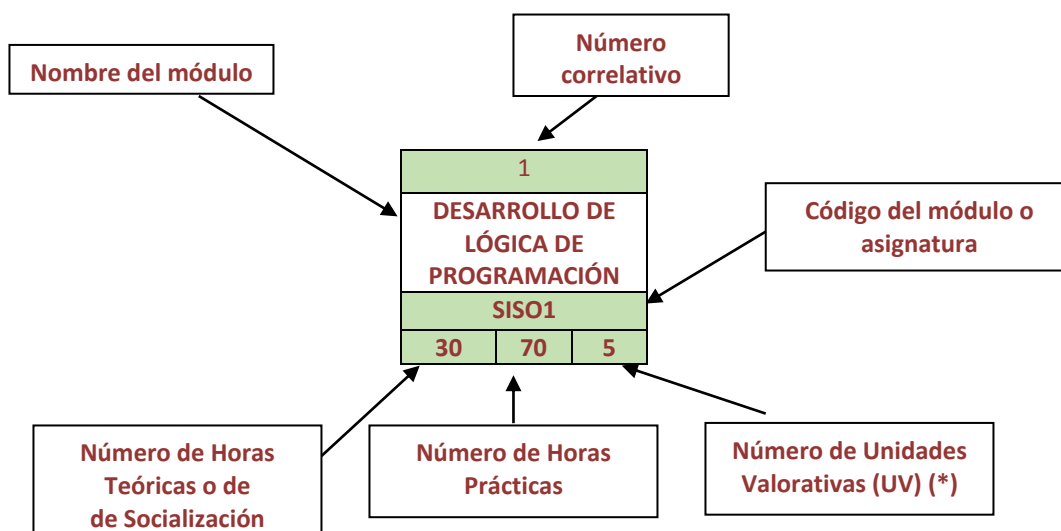 Número
correlativo
Nombre del módulo
1
DESARROLLO DE
LÓGICA DE
PROGRAMACIÓN
Código del módulo o
asignatura
SISO1
30 70 5
Número de Horas
Teóricas o de
de Socialización
Número de Horas
Prácticas
Número de Unidades
Valorativas (UV) (*)